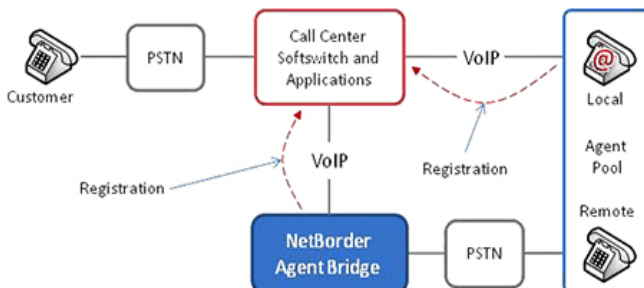 Customer
PSTN
Call Center
Softswitch and
Applications
VoIP
@
Local
Registration
Agent
Pool
VoIP
Registration
Remote
NetBorder
Agent Bridge
PSTN